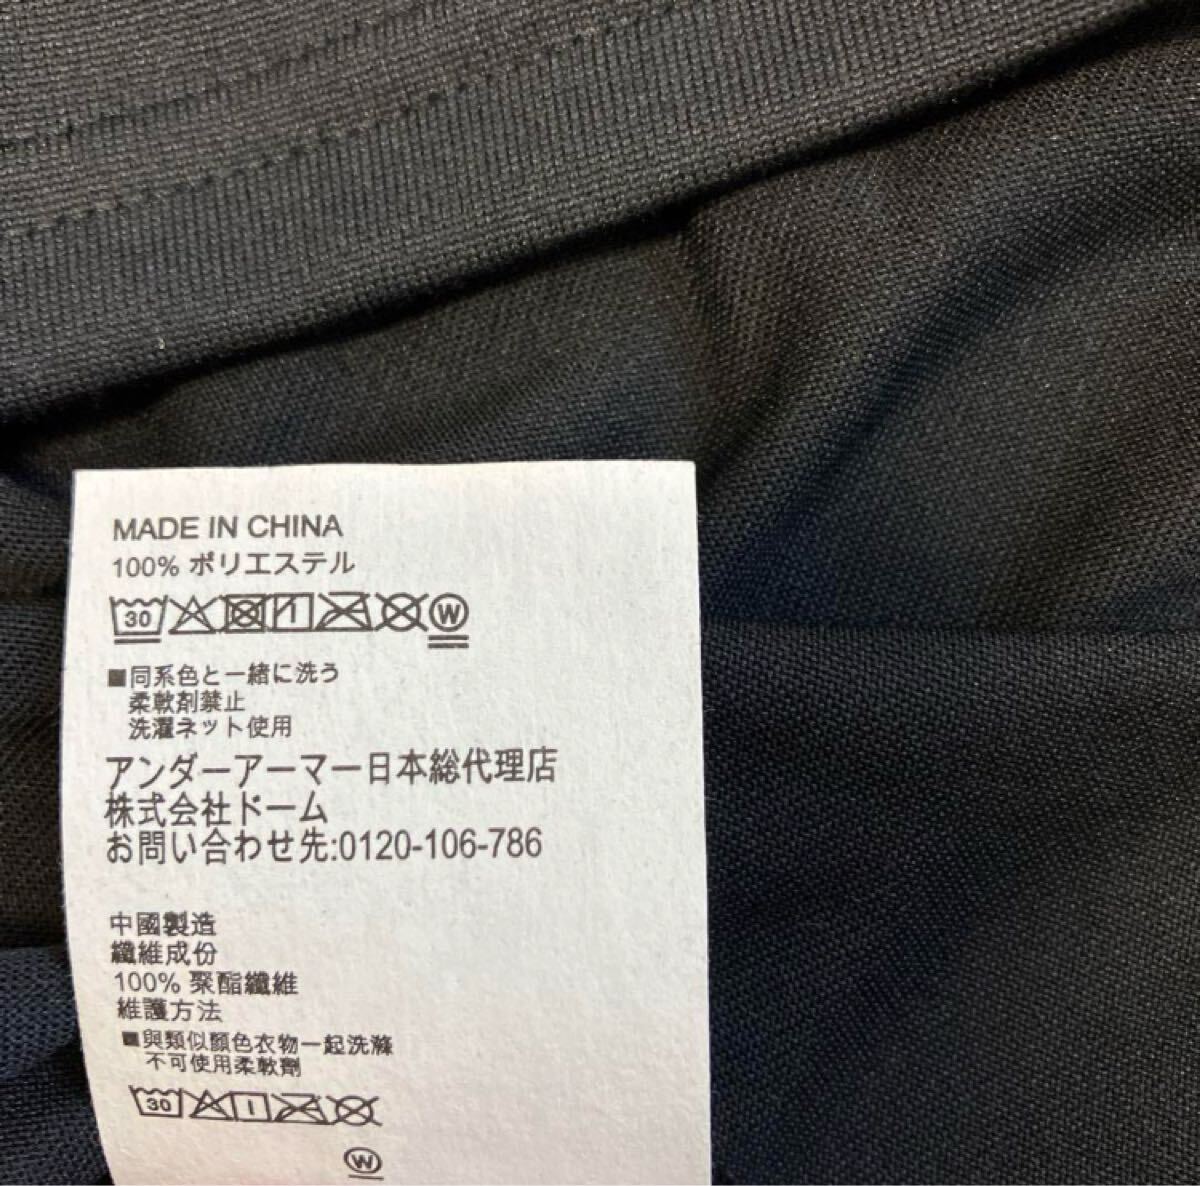 MADE IN CHINA
100% ポリエステル
30 W
■同系色と一緒に洗う
柔軟剤禁止
洗濯ネット使用
アンダーアーマー日本総代理店
株式会社ドーム
お問い合わせ先:0120-106-786
中國製造
纖維成份
100% 聚酯纖維
維護方法
■與類似顏色衣物一起洗滌
不可使用柔軟劑
30
W